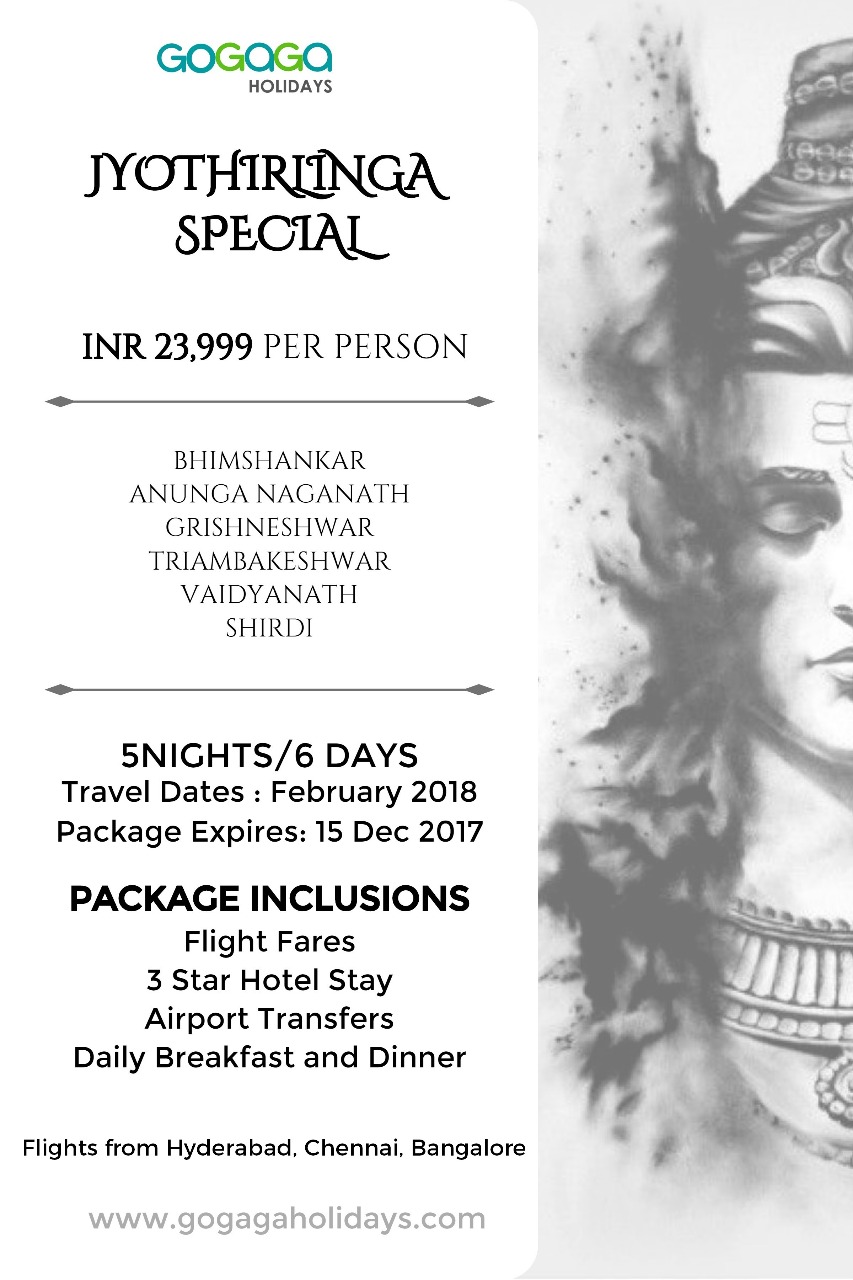 GOGAGA
HOLIDAYS
JYOTHIRLINGA
SPECIAL
INR 23,999 PER PERSON
BHIMSHANKAR
ANUNGA NAGANATH
GRISHNESHWAR
TRIAMBAKESHWAR
VAIDYANATH
SHIRDI
5NIGHTS/6 DAYS
Travel Dates : February 2018
Package Expires: 15 Dec 2017
PACKAGE INCLUSIONS
Flight Fares
3 Star Hotel Stay
Airport Transfers
Daily Breakfast and Dinner
Flights from Hyderabad, Chennai, Bangalore
www.gogagaholidays.com